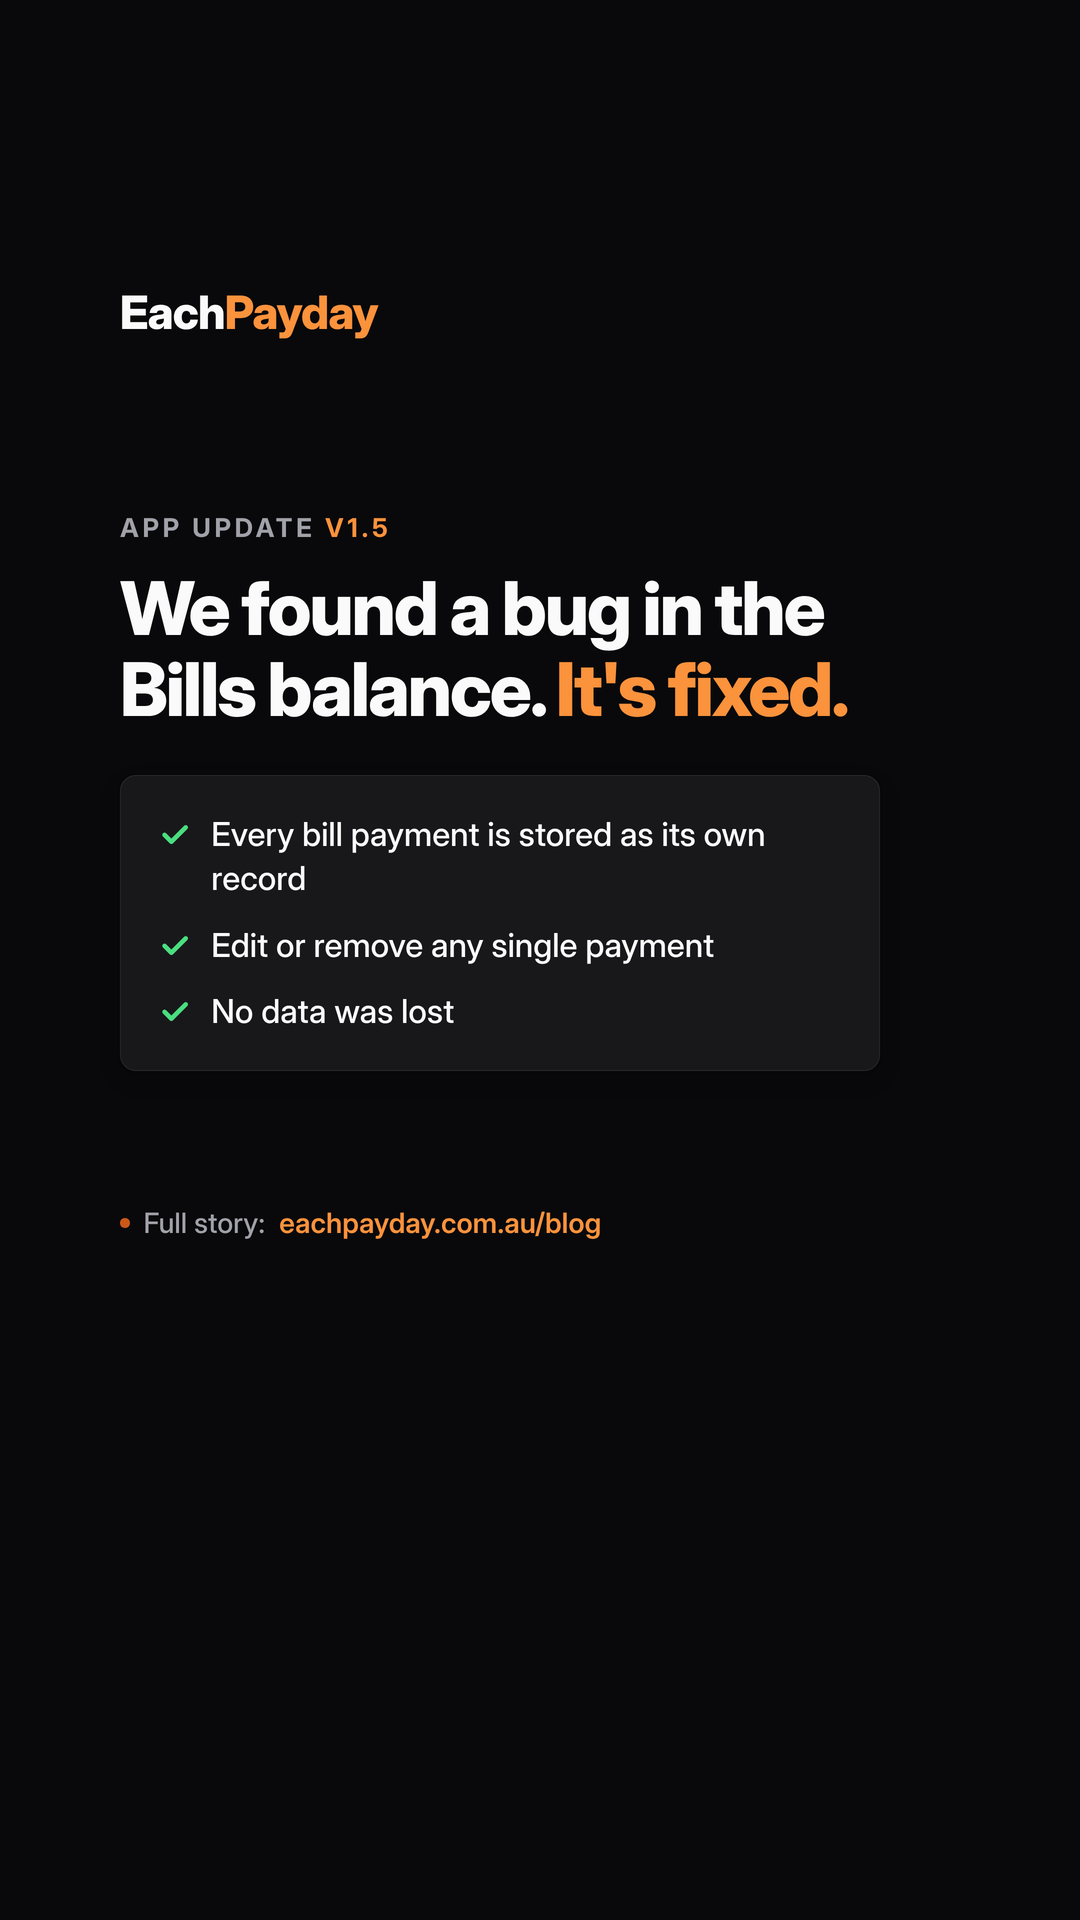 EachPayday
APP UPDATE V1.5
We found a bug in the
Bills balance. It's fixed.
Every bill payment is stored as its own
record
Edit or remove any single payment
No data was lost
Full story: eachpayday.com.au/blog